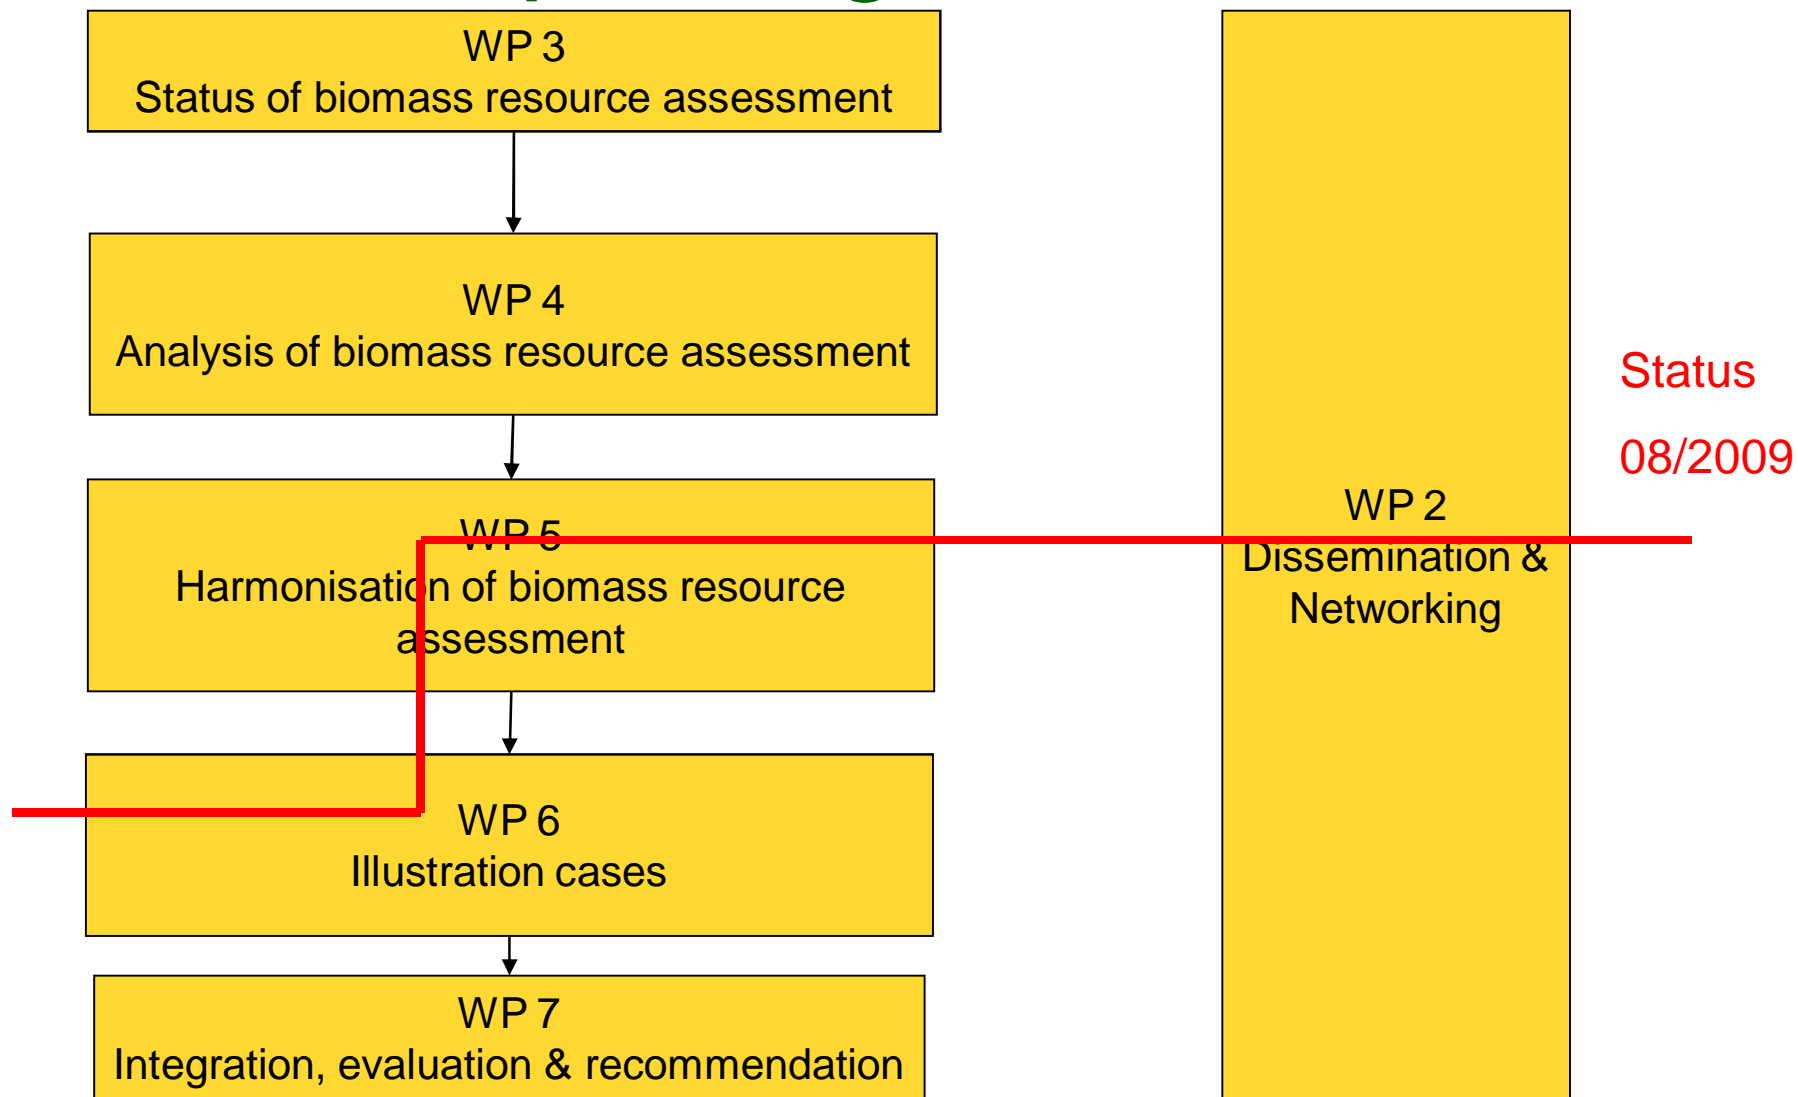 WP 3
Status of biomass resource assessment
WP 4
Analysis of biomass resource assessment
WP 5
Harmonisation of biomass resource
assessment
WP 6
Illustration cases
WP 7
Integration, evaluation & recommendation
WP 2
Dissemination &
Networking
Status
08/2009